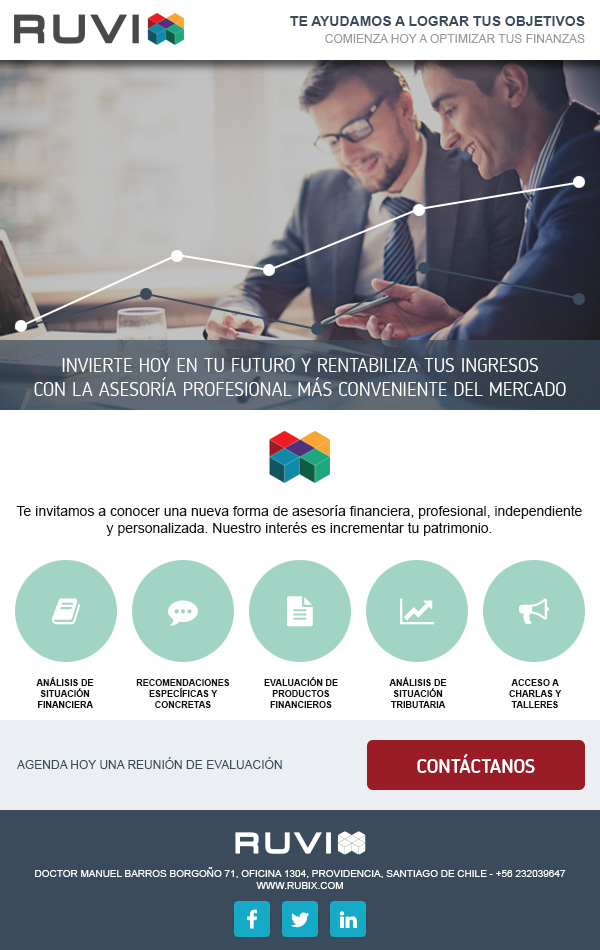 RUVI
TE AYUDAMOS A LOGRAR TUS OBJETIVOS
COMIENZA HOY A OPTIMIZAR TUS FINANZAS
INVIERTE HOY EN TU FUTURO Y RENTABILIZA TUS INGRESOS
CON LA ASESORÍA PROFESIONAL MÁS CONVENIENTE DEL MERCADO
Te invitamos a conocer una nueva forma de asesoría financiera, profesional, independiente
y personalizada. Nuestro interés es incrementar tu patrimonio.
ANÁLISIS DE
SITUACIÓN
FINANCIERA
RECOMENDACIONES
ESPECÍFICAS Y
CONCRETAS
EVALUACIÓN DE
PRODUCTOS
FINANCIEROS
ANÁLISIS DE
SITUACIÓN
TRIBUTARIA
ACCESO A
CHARLAS Y
TALLERES
AGENDA HOY UNA REUNIÓN DE EVALUACIÓN
CONTÁCTANOS
RUVI
DOCTOR MANUEL BARROS BORGOÑO 71, OFICINA 1304, PROVIDENCIA, SANTIAGO DE CHILE - +56 232039647
WWW.RUBIX.COM